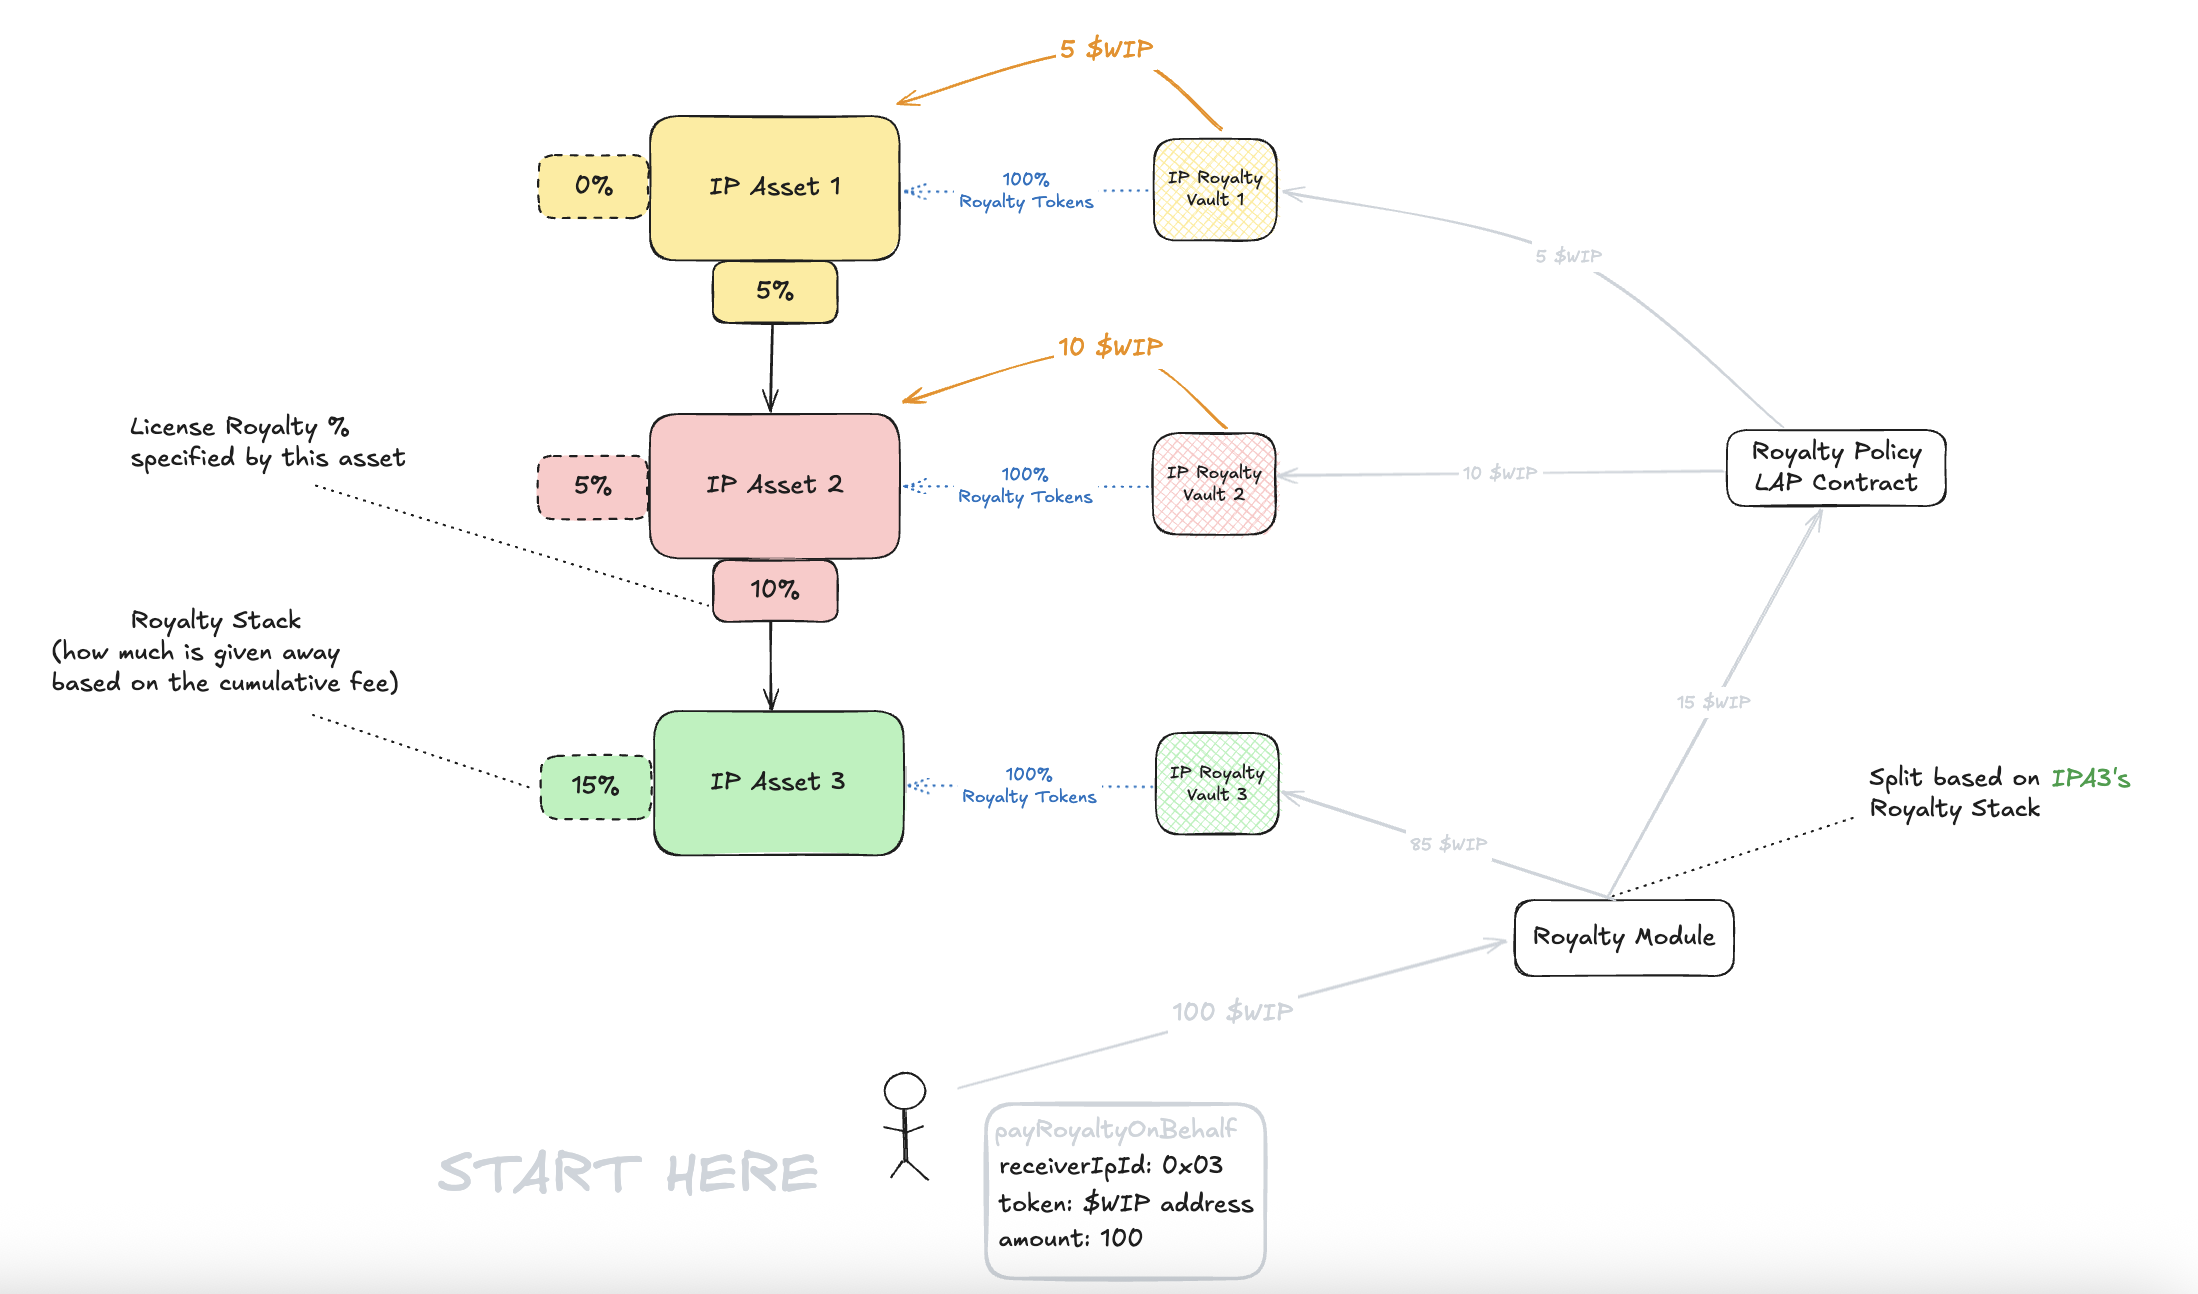 5 $WIP
0%
IP Asset 1
100%
Royalty Tokens
IP Royalty
Vault 1
5 $WIP
5%
10 $WIP
License Royalty %
specified by this asset
5%
IP Asset 2
100%
Royalty Tokens
IP Royalty
Vault 2
10 $WIP
Royalty Policy
LAP Contract
10%
Royalty Stack
(how much is given away
based on the cumulative fee)
15 $WIP
15%
IP Asset 3
100%
Royalty Tokens
IP Royalty
Vault 3
85 $WIP
Split based on IPA3's
Royalty Stack
Royalty Module
100 $WIP
START HERE
payRoyaltyOnBehalf
receiverIpId: 0x03
token: $WIP address
amount: 100